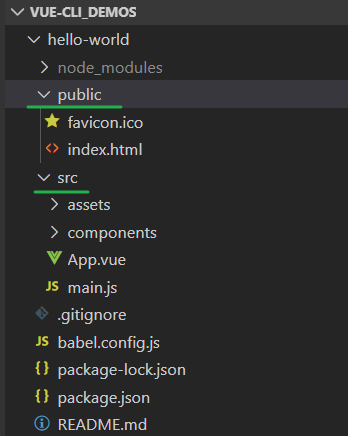 VUE-CLI_DEMOS
hello-world
node_modules
public
favicon.ico
index.html
src
assets
components
App.vue
JS main.js
.gitignore
JS babel.config.js
{} package-lock.json
{} package.json
README.md